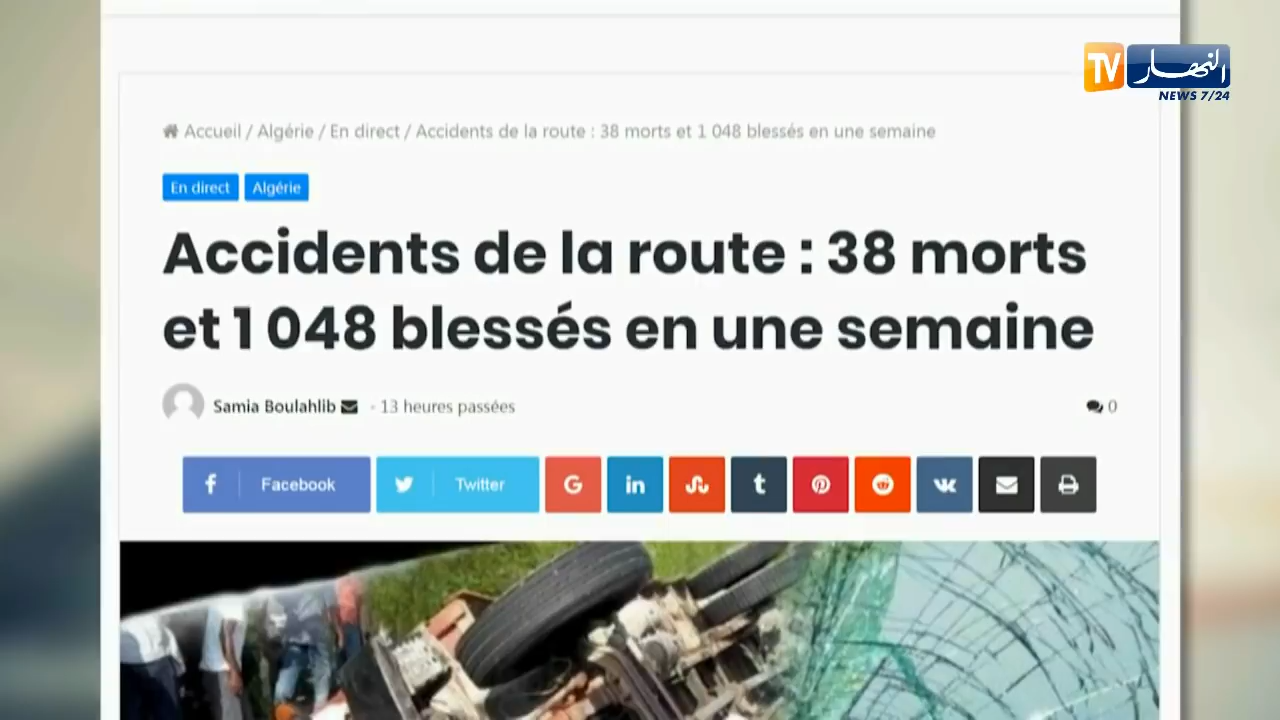 TV النهار
NEWS 7/24
Accueil / Algérie / En direct / Accidents de la route : 38 morts et 1 048 blessés en une semaine
En direct Algérie
Accidents de la route : 38 morts
et 1 048 blessés en une semaine
Samia Boulahlib - 13 heures passées 0
Facebook Twitter